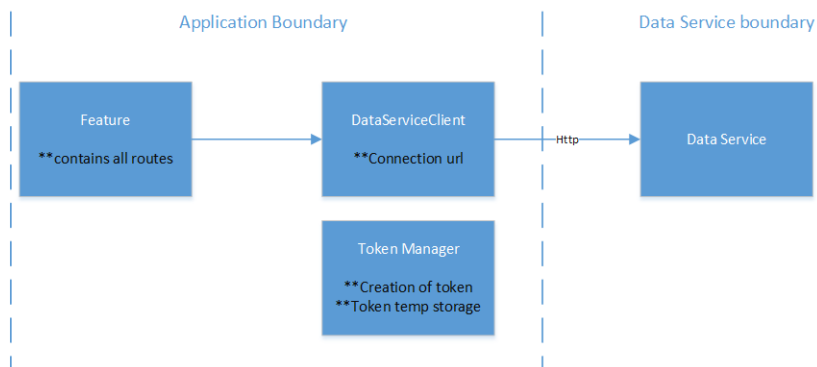 Application Boundary
Data Service boundary
Feature
**contains all routes
DataServiceClient
**Connection url
Http
Data Service
Token Manager
**Creation of token
**Token temp storage